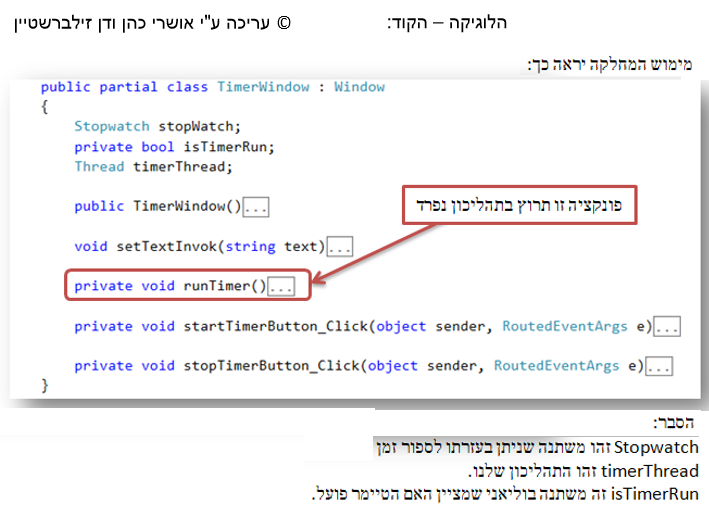 הלוגיקה – הקוד: © עריכה ע"י אושרי כהן ודן זילברשטיין
מימוש המחלקה יראה כך:
public partial class TimerWindow : Window
{
Stopwatch stopWatch;
private bool isTimerRun;
Thread timerThread;
public TimerWindow()...
פונקציה זו תרוץ בתהליכון נפרד
void setTextInvok(string text)...
private void runTimer()...
private void startTimerButton_Click(object sender, RoutedEventArgs e)...
private void stopTimerButton_Click(object sender, RoutedEventArgs e)...
}
הסבר:
Stopwatch זהו משתנה שניתן בעזרתו לספור זמן
timerThread זהו התהליכון שלנו.
isTimerRun זה משתנה בוליאני שמציין האם הטיימר פועל.